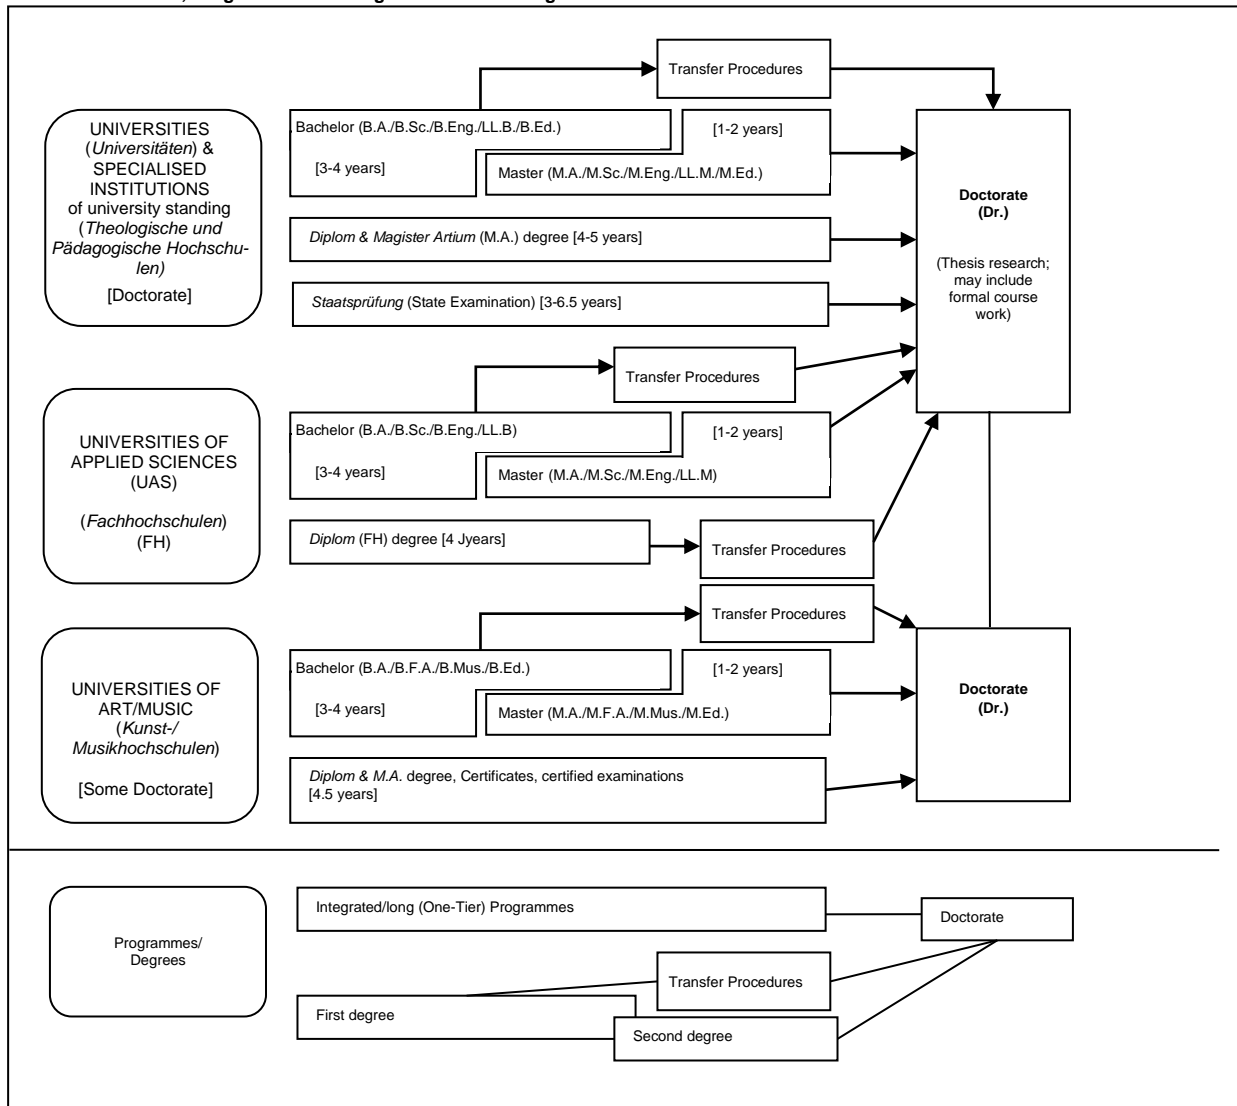 Transfer Procedures
UNIVERSITIES
(Universitäten) &
SPECIALISED
INSTITUTIONS
of university standing
(Theologische und
Pädagogische Hochschu-
len)
[Doctorate]
. Bachelor (B.A./B.Sc./B.Eng./LL.B./B.Ed.)
[1-2 years]
[3-4 years]
Master (M.A./M.Sc./M.Eng./LL.M./M.Ed.)
Diplom & Magister Artium (M.A.) degree [4-5 years]
Staatsprüfung (State Examination) [3-6.5 years]
Doctorate
(Dr.)
(Thesis research;
may include
formal course
work)
Transfer Procedures
UNIVERSITIES OF
APPLIED SCIENCES
(UAS)
(Fachhochschulen)
(FH)
. Bachelor (B.A./B.Sc./B.Eng./LL.B)
[1-2 years]
[3-4 years]
Master (M.A./M.Sc./M.Eng./LL.M)
Diplom (FH) degree [4 Jyears]
Transfer Procedures
Transfer Procedures
UNIVERSITIES OF
ART/MUSIC
(Kunst-/
Musikhochschulen)
[Some Doctorate]
. Bachelor (B.A./B.F.A./B.Mus./B.Ed.)
[1-2 years]
[3-4 years]
Master (M.A./M.F.A./M.Mus./M.Ed.)
Diplom & M.A. degree, Certificates, certified examinations
[4.5 years]
Doctorate
(Dr.)
Programmes/
Degrees
Integrated/long (One-Tier) Programmes
Doctorate
Transfer Procedures
First degree
Second degree